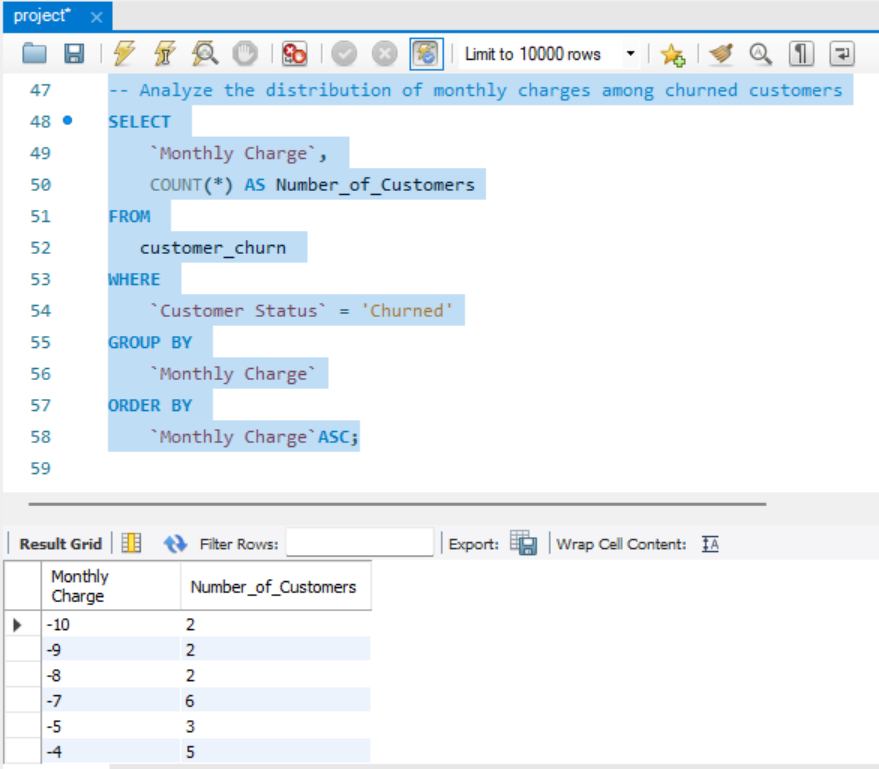 project*
Limit to 10000 rows
47 -- Analyze the distribution of monthly charges among churned customers
48 SELECT
49 `Monthly Charge`,
50 COUNT(*) AS Number_of_Customers
51 FROM
52 customer_churn
53 WHERE
54 `Customer Status` = 'Churned'
55 GROUP BY
56 `Monthly Charge`
57 ORDER BY
58 `Monthly Charge`ASC;
59
Result Grid Filter Rows: Export: Wrap Cell Content:
Monthly
Charge Number_of_Customers
-10 2
-9 2
-8 2
-7 6
-5 3
-4 5